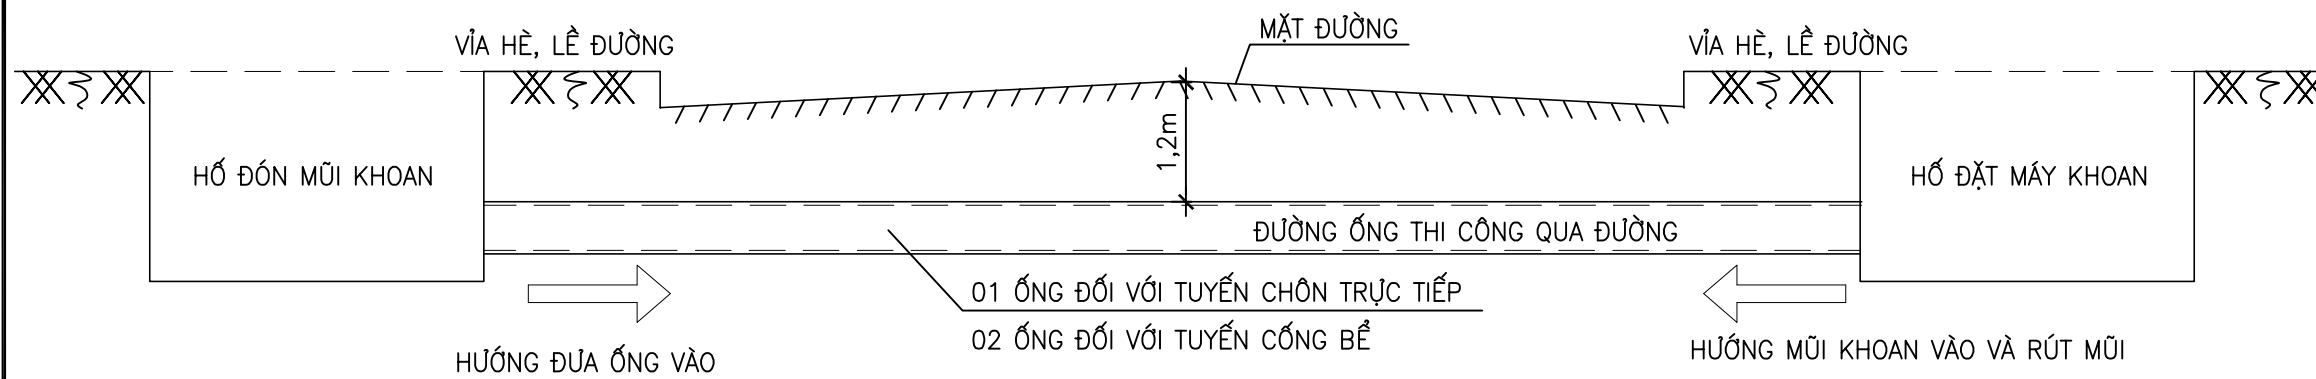 MẶT ĐƯỜNG
VỈA HÈ, LỀ ĐƯỜNG
VỈA HÈ, LỀ ĐƯỜNG
1,2m
HỐ ĐÓN MŨI KHOAN
HỐ ĐẶT MÁY KHOAN
ĐƯỜNG ỐNG THI CÔNG QUA ĐƯỜNG
01 ỐNG ĐỐI VỚI TUYẾN CHÔN TRỰC TIẾP
02 ỐNG ĐỐI VỚI TUYẾN CỐNG BỂ
HƯỚNG ĐƯA ỐNG VÀO
HƯỚNG MŨI KHOAN VÀO VÀ RÚT MŨI